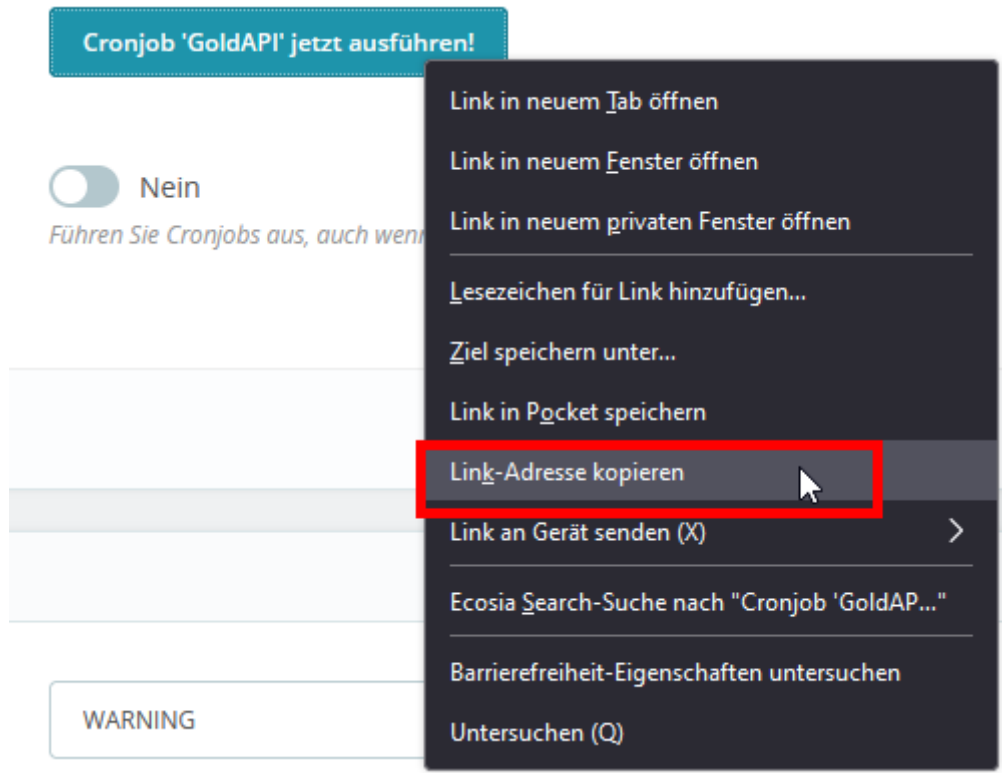 Cronjob 'GoldAPI' jetzt ausführen!
Link in neuem Tab öffnen
Link in neuem Fenster öffnen
Nein
Link in neuem privaten Fenster öffnen
Führen Sie Cronjobs aus, auch
Lesezeichen für Link hinzufügen...
Ziel speichern unter...
Link in Pocket speichern
Link-Adresse kopieren
Link an Gerät senden (X)
Ecosia Search-Suche nach "Cronjob 'GoldAP..."
Barrierefreiheit-Eigenschaften untersuchen
WARNING
Untersuchen (Q)